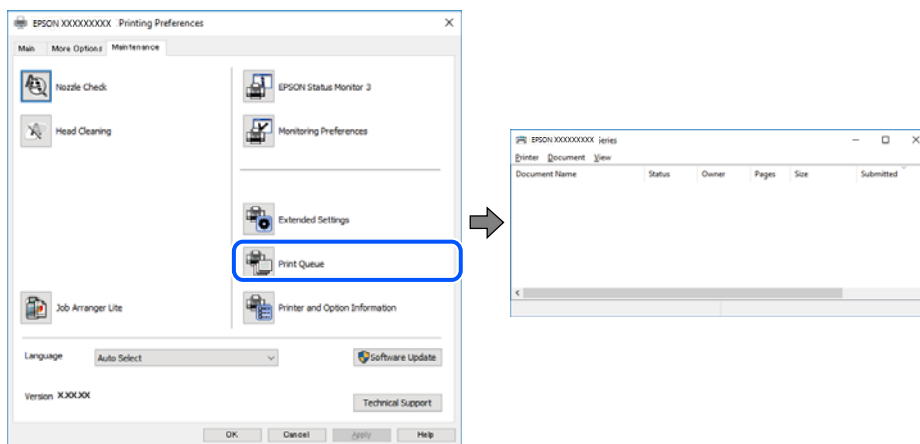 EPSON XXXXXXXXX Printing Preferences
Main More Options Maintenance
Nozzle Check
Head Cleaning
Job Arranger Lite
EPSON Status Monitor 3
Monitoring Preferences
Extended Settings
Print Queue
Printer and Option Information
Language Auto Select Software Update
Version X.XX.XX Technical Support
OK Cancel Apply Help
EPSON XXXXXXXXX ieries
Printer Document View
Document Name Status Owner Pages Size Submitted